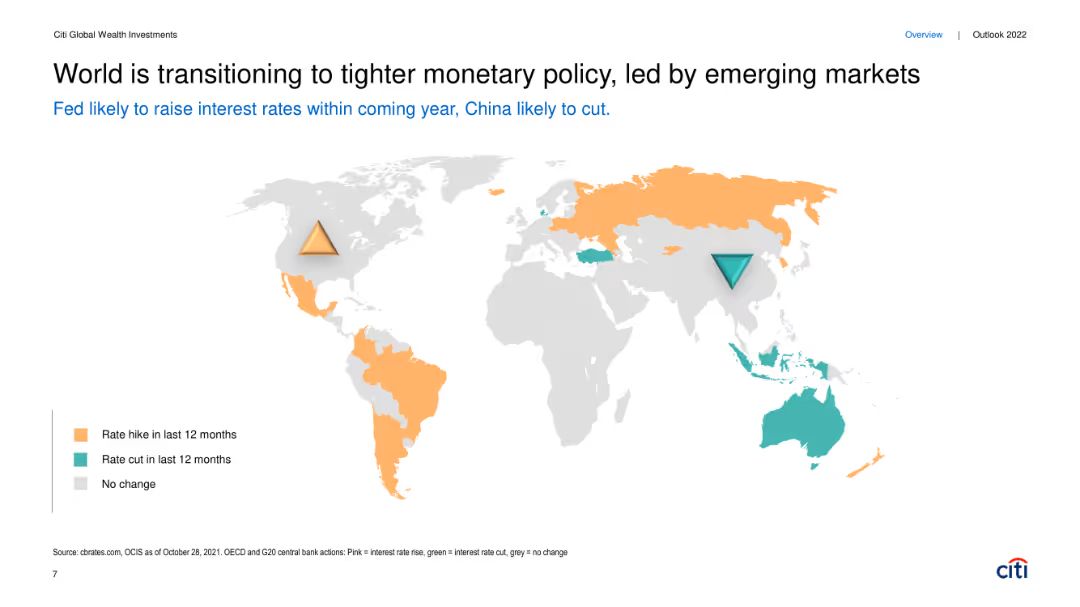 Citi Global Wealth Investments
Overview | Outlook 2022
World is transitioning to tighter monetary policy, led by emerging markets
Fed likely to raise interest rates within coming year, China likely to cut.
Rate hike in last 12 months
Rate cut in last 12 months
No change
Source: cbrates.com, OCIS as of October 28, 2021. OECD and G20 central bank actions: Pink = interest rate rise, green = interest rate cut, grey = no change
7
citi